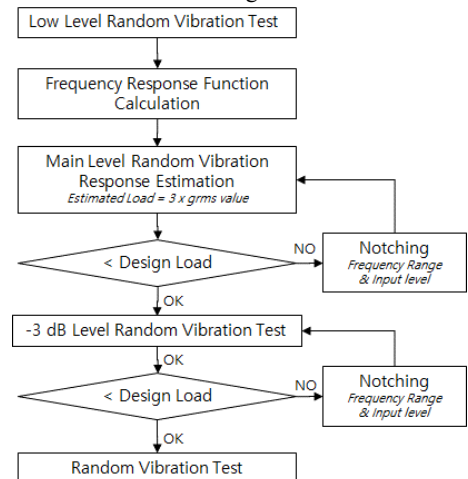 Low Level Random Vibration Test
Frequency Response Function
Calculation
Main Level Random Vibration
Response Estimation
Estimated Load = 3 x grms value
< Design Load
NO
Notching
Frequency Range
& Input level
OK
-3 dB Level Random Vibration Test
OK
< Design Load
NO
Notching
Frequency Range
& Input level
OK
Random Vibration Test